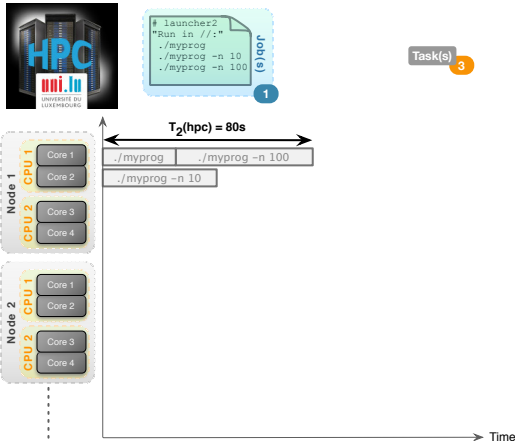 HPC
uni.lu
UNIVERSITÉ DU
LUXEMBOURG
# launcher2
"Run in //:"
./myprog
./myprog -n 10
./myprog -n 100
Job(s)
1
Task(s)
3
T2(hpc) = 80s
Node 1
CPU 1
Core 1
Core 2
CPU 2
Core 3
Core 4
./myprog
./myprog -n 100
./myprog -n 10
Node 2
CPU 1
Core 1
Core 2
CPU 2
Core 3
Core 4
Time